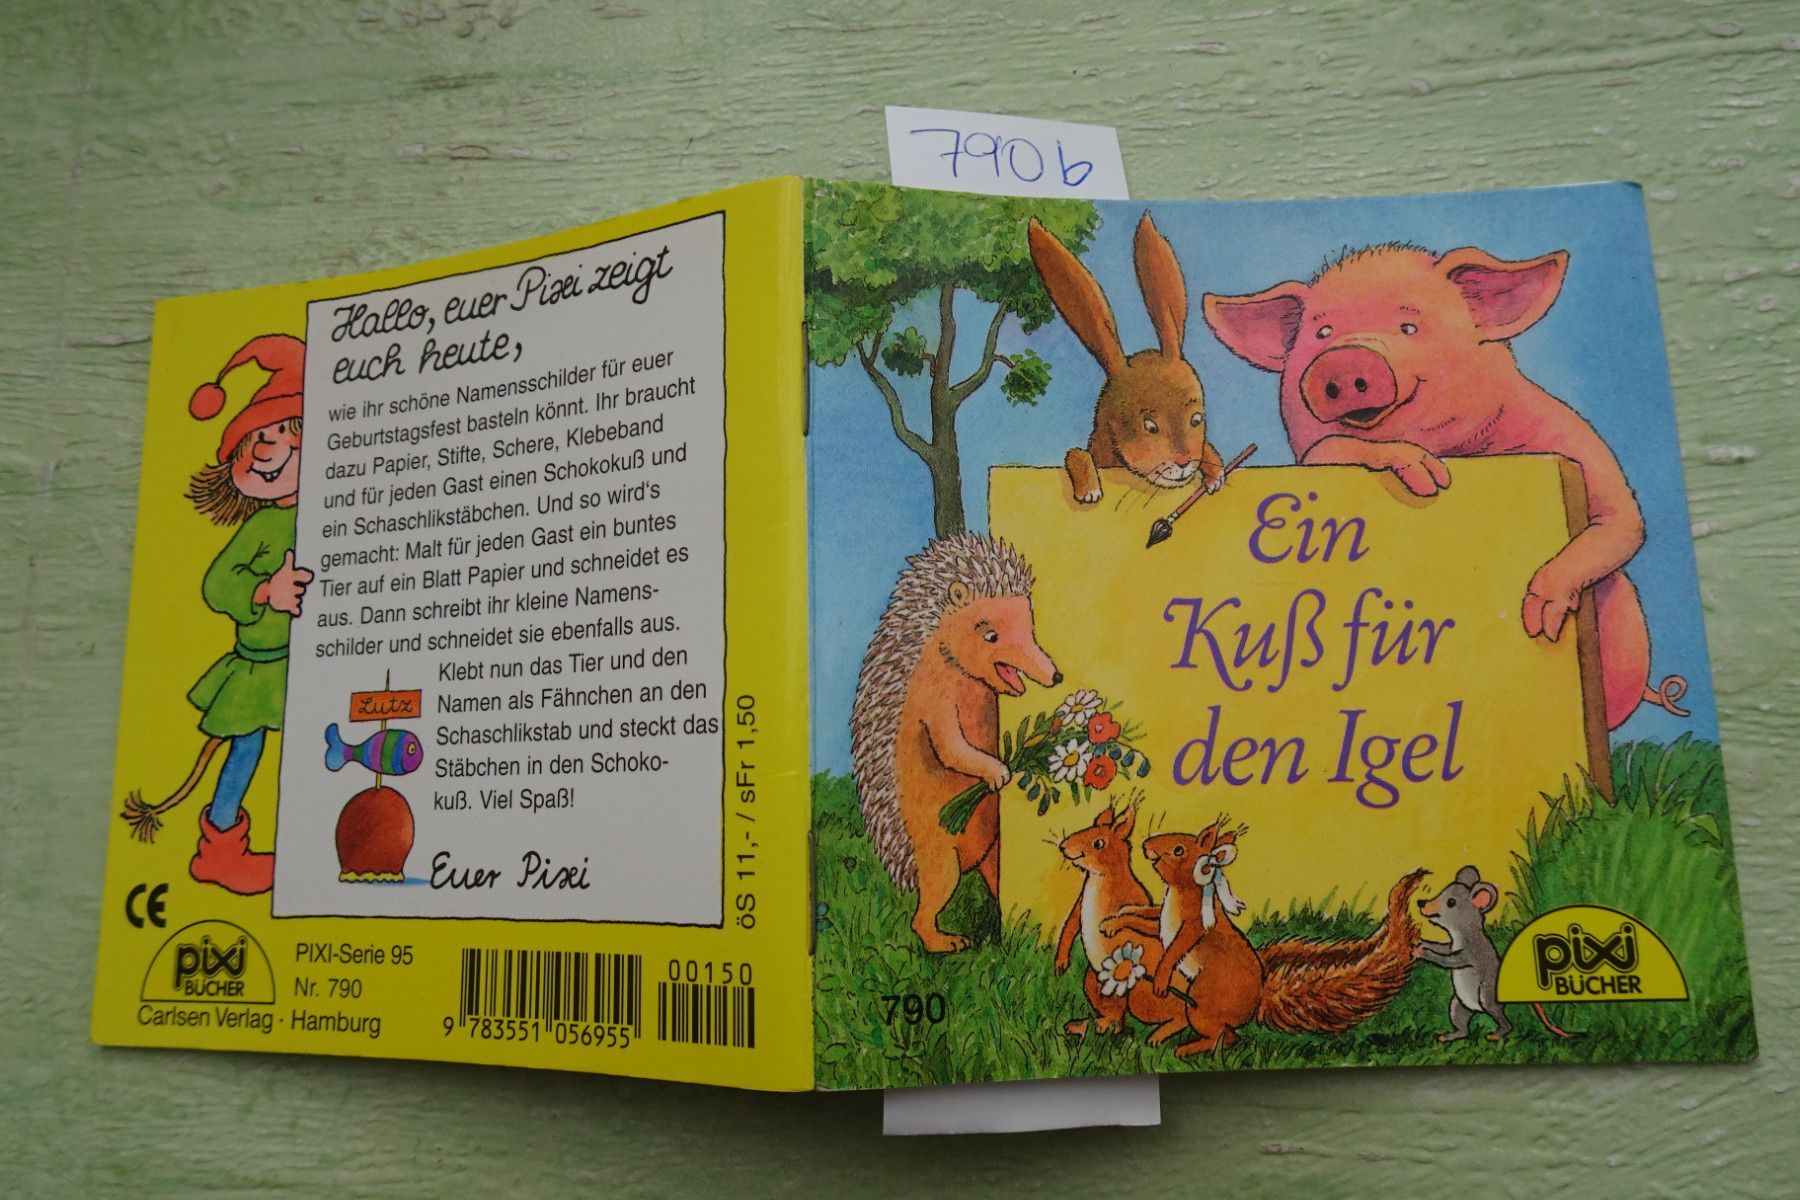 790b
Hallo, euer Pixi zeigt
euch heute,
wie ihr schöne Namensschilder für euer
Geburtstagsfest basteln könnt. Ihr braucht
dazu Papier, Stifte, Schere, Klebeband
und für jeden Gast einen Schokokuß und
ein Schaschlikstäbchen. Und so wird's
gemacht: Malt für jeden Gast ein buntes
Tier auf ein Blatt Papier und schneidet es
aus. Dann schreibt ihr kleine Namens-
schilder und schneidet sie ebenfalls aus.
Klebt nun das Tier und den
Namen als Fähnchen an den
Schaschlikstab und steckt das
Stäbchen in den Schoko-
kuß. Viel Spaß!
Euer Pixi
Lutz
öS 11,- / sFr 1,50
CE
pixi
BÜCHER
PIXI-Serie 95
Nr. 790
Carlsen Verlag · Hamburg
9 783551 056955
00150
Ein
Kuß für
den Igel
790
pixi
BÜCHER